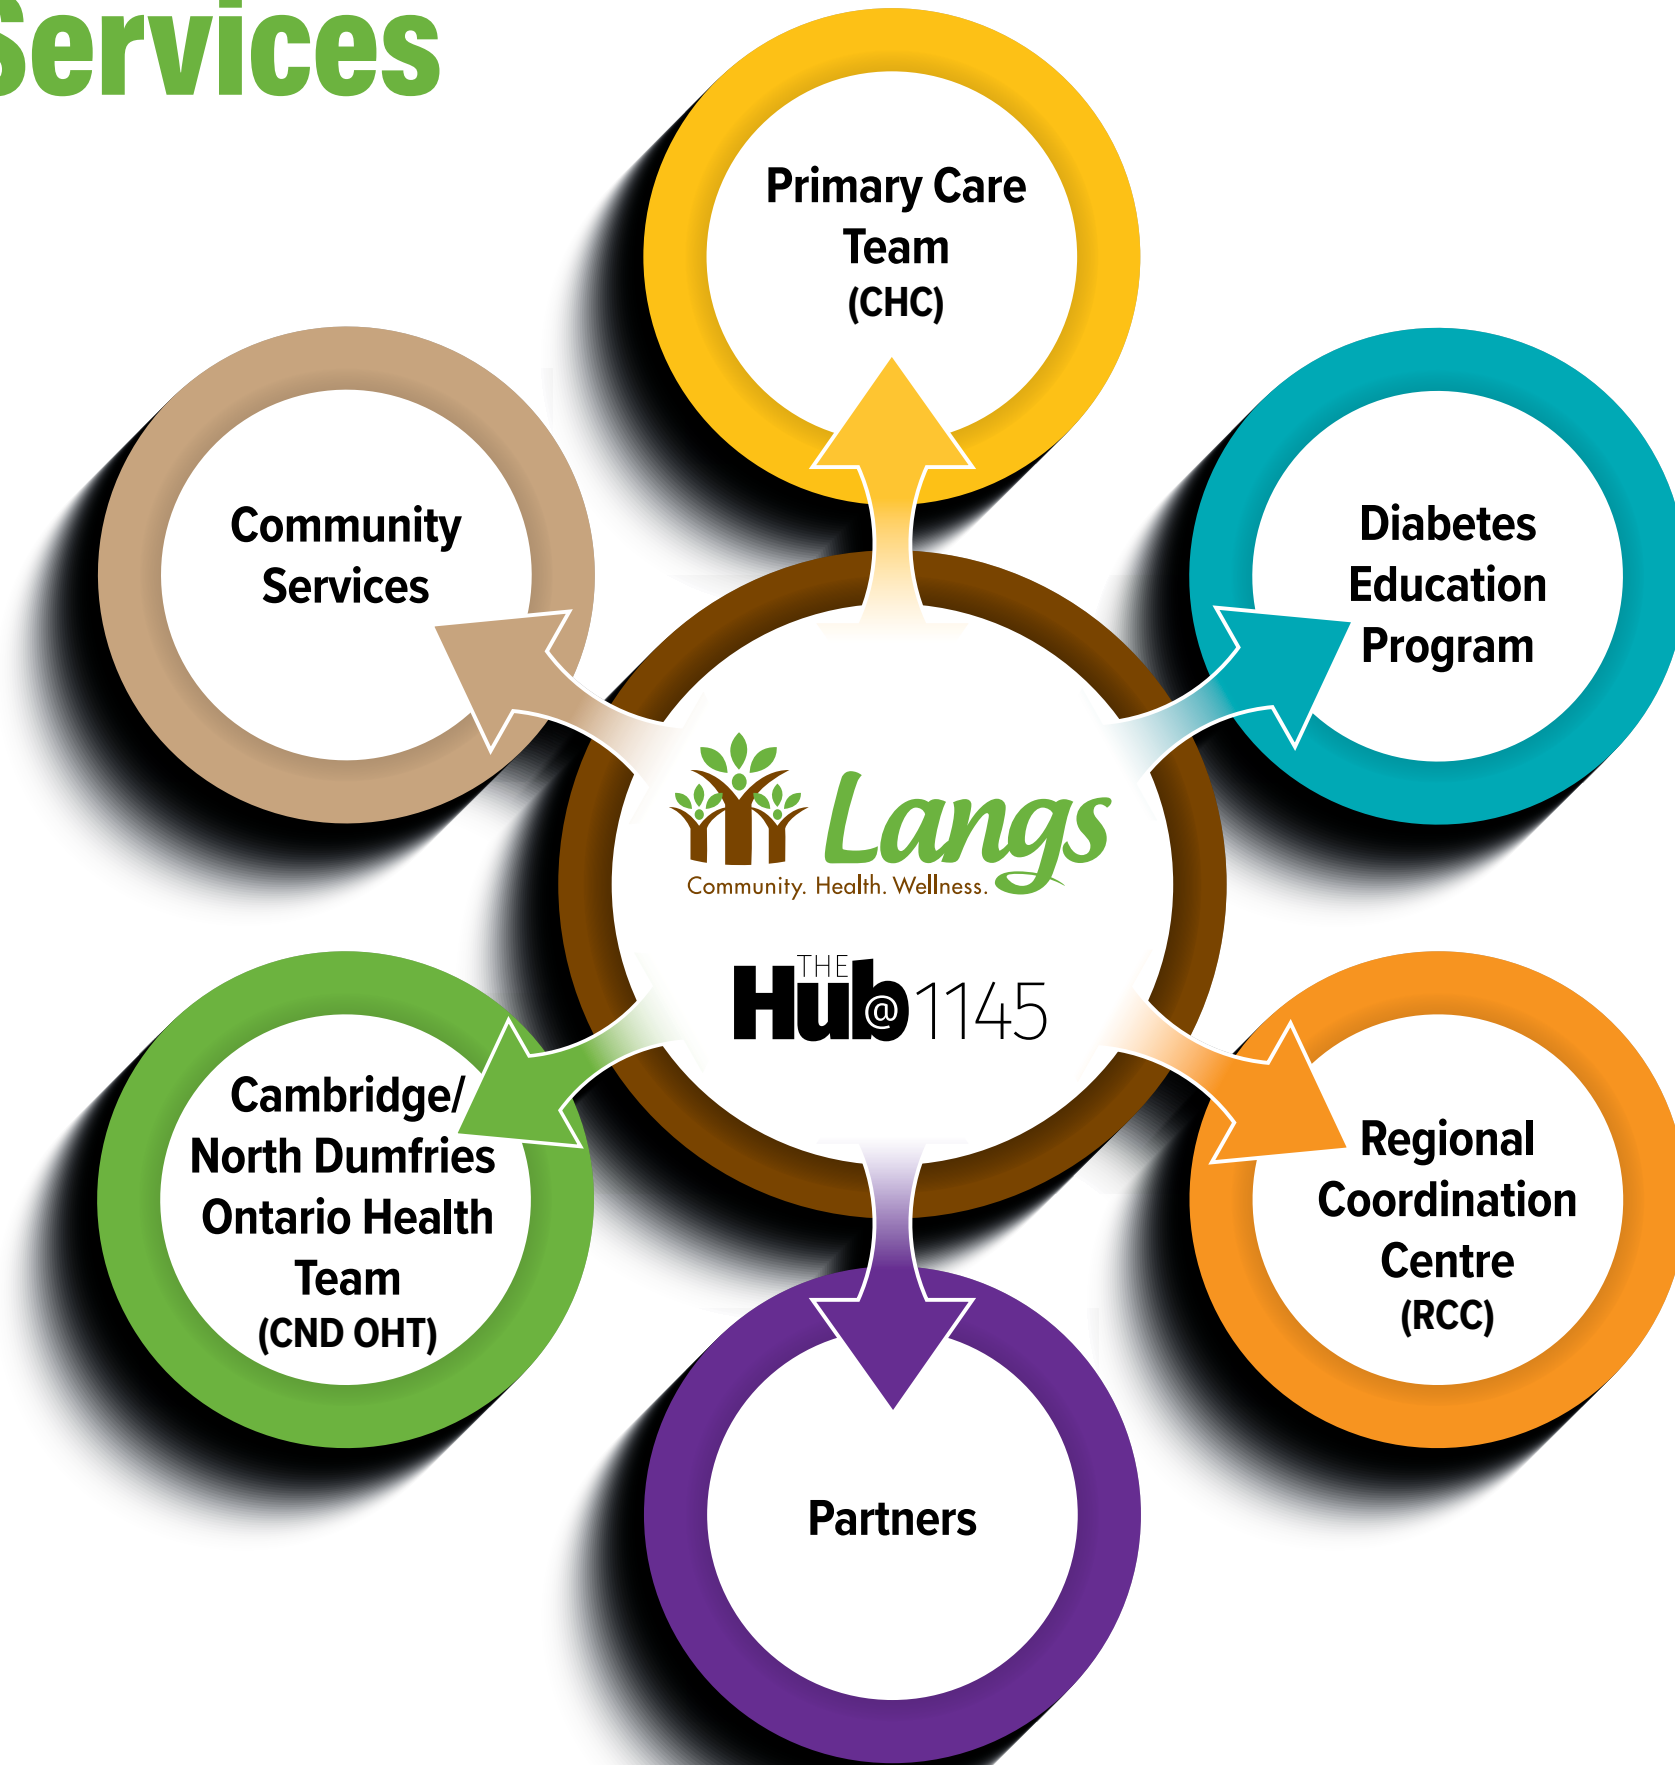 Services
Primary Care
Team
(CHC)
Community
Services
Diabetes
Education
Program
Langs
Community. Health. Wellness.
THE
Hub@1145
Cambridge/
North Dumfries
Ontario Health
Team
(CND OHT)
Regional
Coordination
Centre
(RCC)
Partners